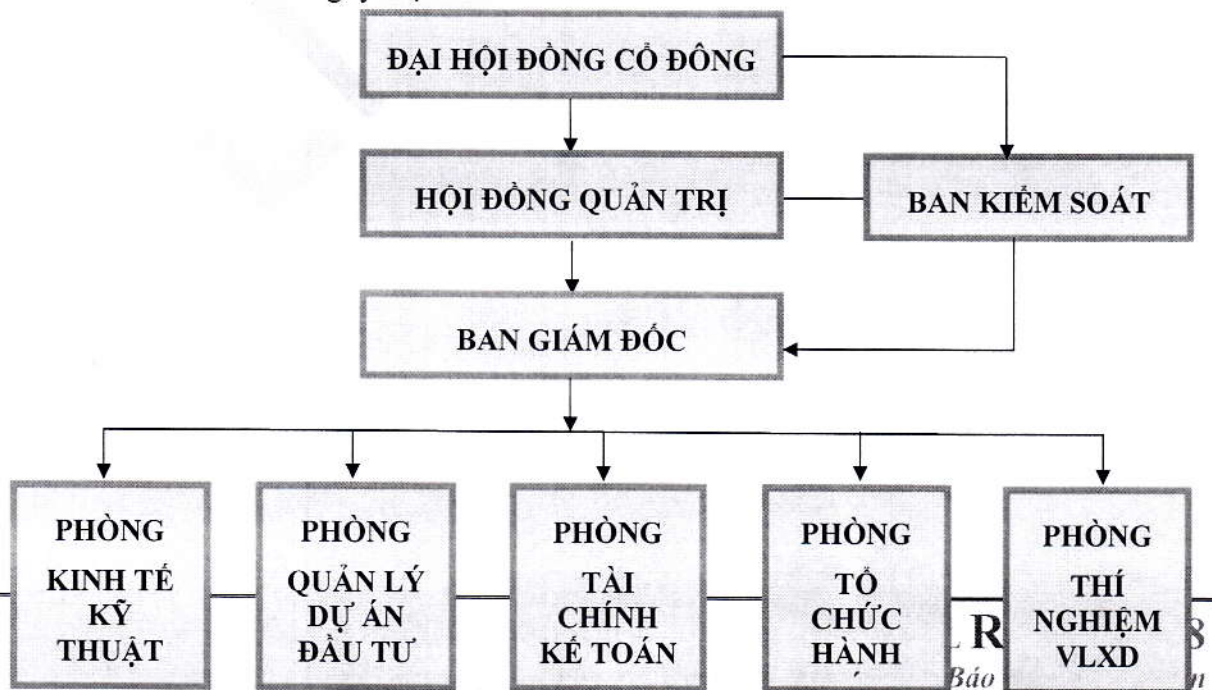 ĐẠI HỘI ĐỒNG CỔ ĐÔNG
HỘI ĐỒNG QUẢN TRỊ
BAN KIỂM SOÁT
BAN GIÁM ĐỐC
PHÒNG
KINH TẾ
KỸ
THUẬT
PHÒNG
QUẢN LÝ
DỰ ÁN
ĐẦU TƯ
PHÒNG
TÀI
CHÍNH
KẾ TOÁN
PHÒNG
TỔ
CHỨC
HÀNH
PHÒNG
THÍ
NGHIỆM
VLXD
R
8
Báo
n